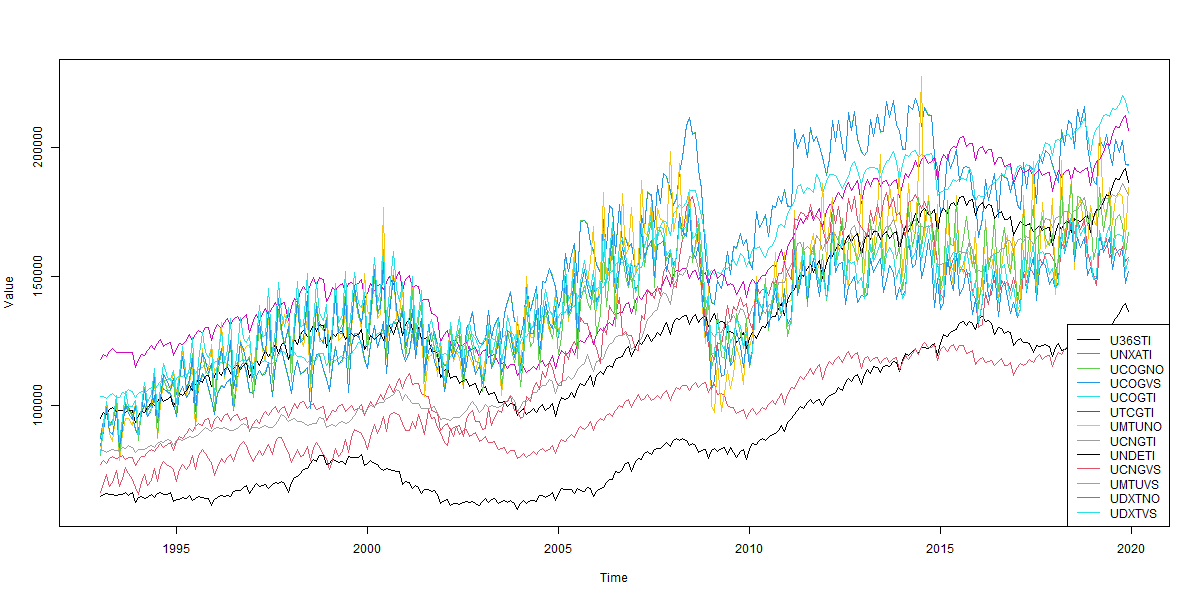 Value
200000
150000
100000
1995
2000
2005
2010
2015
2020
Time
U36STI
UNXATI
UCOGNO
UCOGVS
UCOGTI
UTCGTI
UMTUNO
UCNGTI
UNDETI
UCNGVS
UMTUVS
UDXTNO
UDXTVS